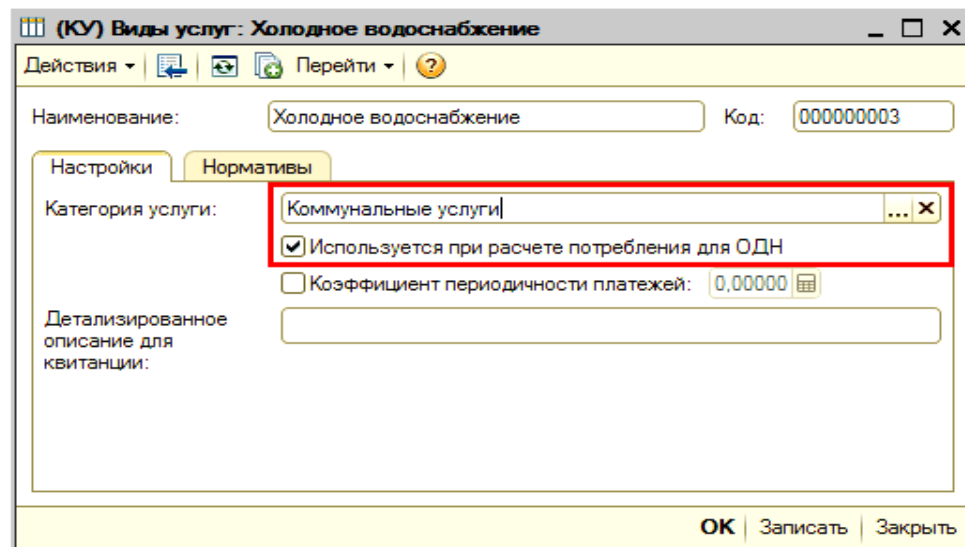 (КУ) Виды услуг: Холодное водоснабжение
Действия Перейти
Наименование: Холодное водоснабжение Код: 000000003
Настройки Нормативы
Категория услуги: Коммунальные услуги ...
Используется при расчете потребления для ОДН
Коэффициент периодичности платежей: 0,00000
Детализированное
описание для
квитанции:
OK Записать Закрыть